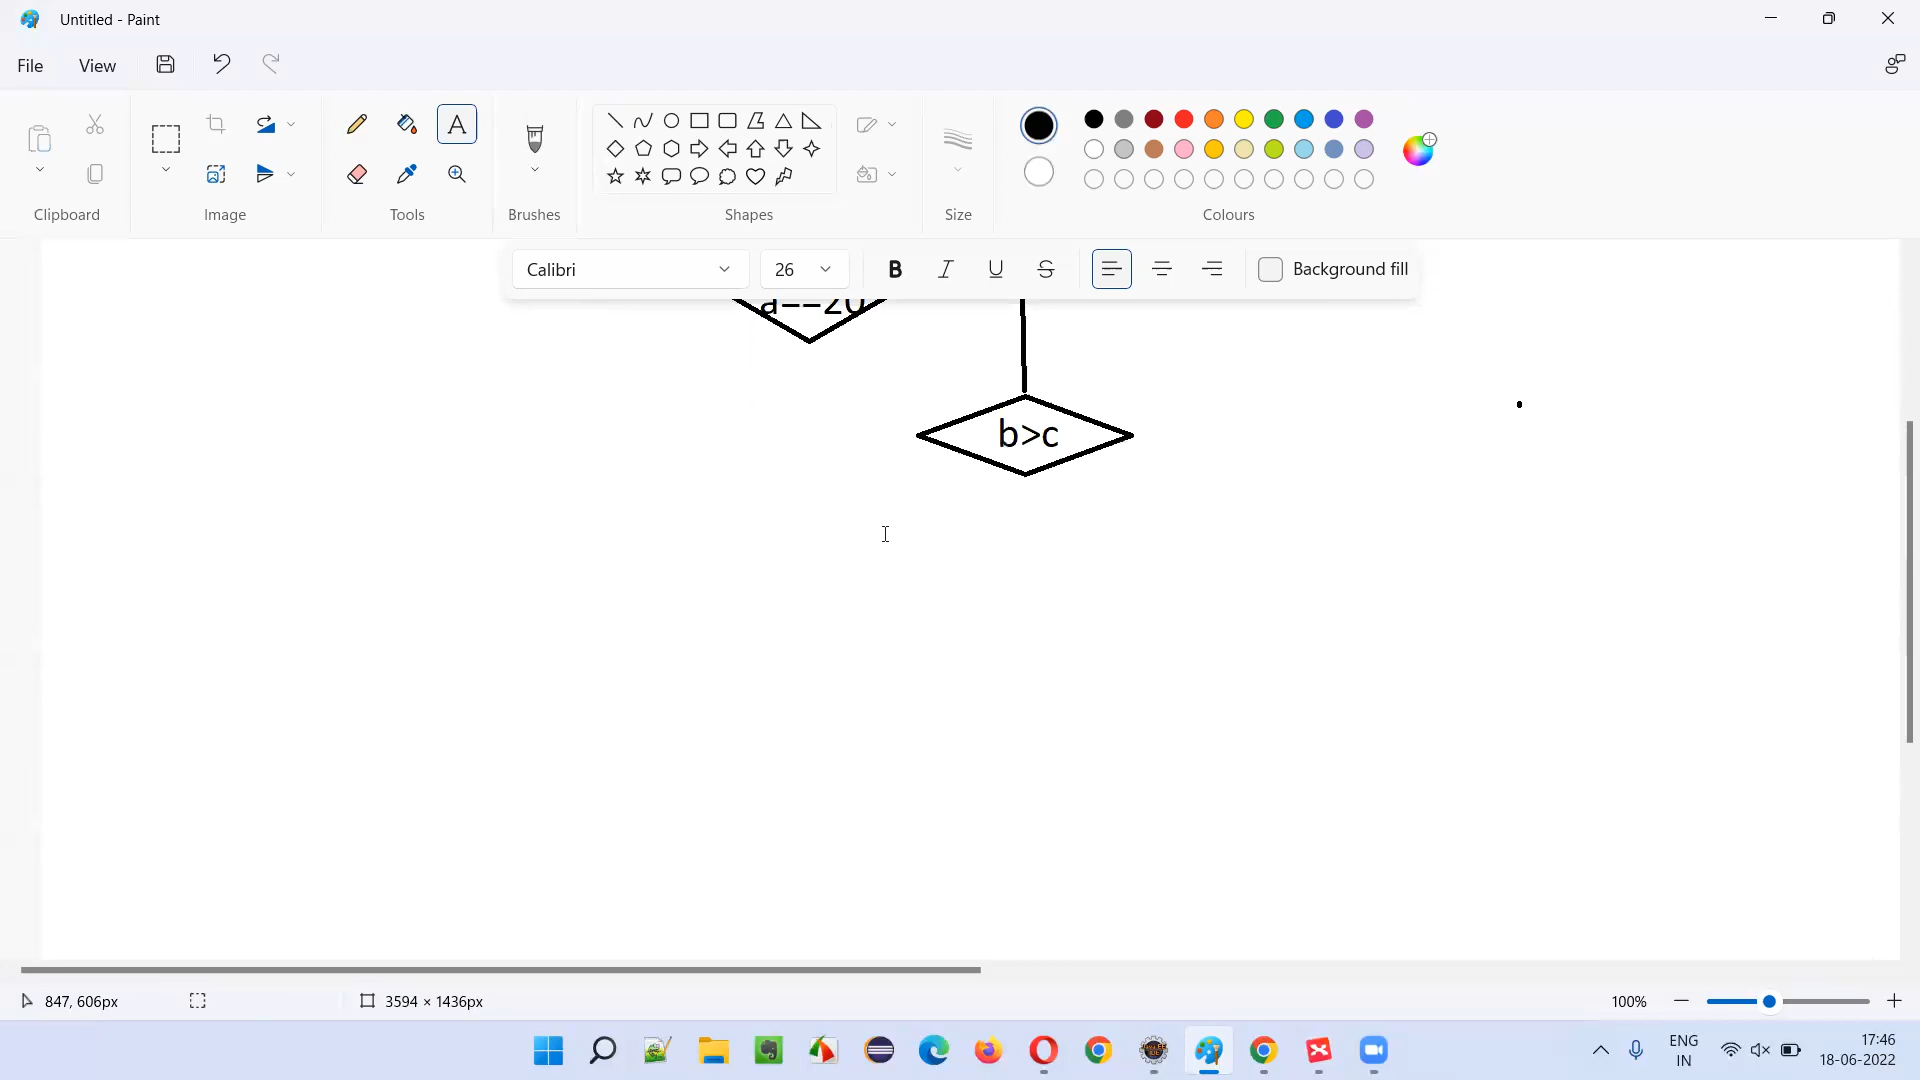 Untitled - Paint
File
View
Clipboard
Image
A
Tools
Brushes
Shapes
Size
Colours
Calibri
26
B
I
U
S
Background fill
a==20
b>c
847, 606px
3594 × 1436px
100%
ENG
IN
17:46
18-06-2022